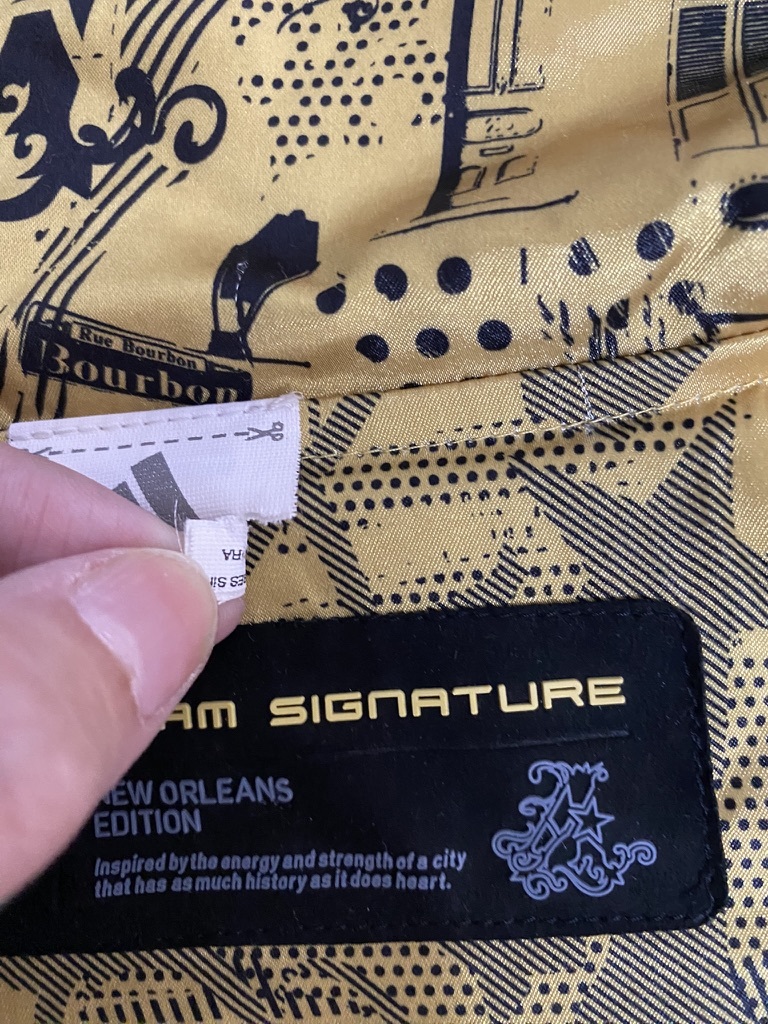 Rue Bourbon
Bourbon
SIGNATURE
NEW ORLEANS
EDITION
Inspired by the energy and strength of a city
that has as much history as it does heart.